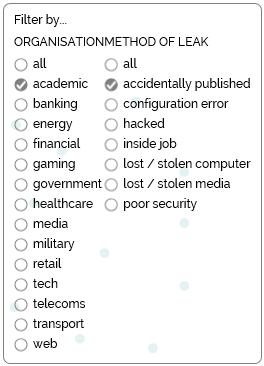 Filter by...
ORGANISATION METHOD OF LEAK
all all
academic accidentally published
banking configuration error
energy hacked
financial inside job
gaming lost / stolen computer
government lost / stolen media
healthcare poor security
media
military
retail
tech
telecoms
transport
web